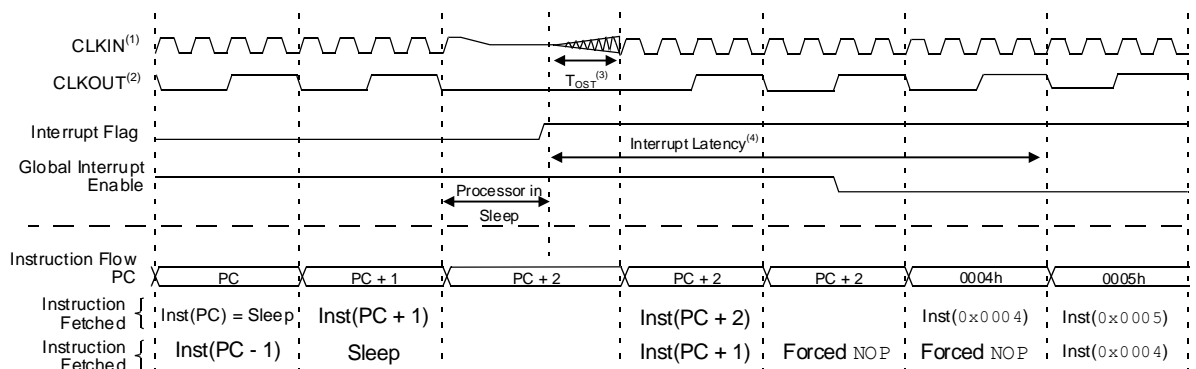 CLKIN(1)
CLKOUT(2)
TOST(3)
Interrupt Flag
Interrupt Latency(4)
Global Interrupt
Enable
Processor in
Sleep
Instruction Flow
PC PC PC + 1 PC + 2 PC + 2 PC + 2 0004h 0005h
Instruction
Fetched { Inst(PC) = Sleep Inst(PC + 1) Inst(PC + 2) Inst(0x0004) Inst(0x0005)
Instruction
Fetched { Inst(PC - 1) Sleep Inst(PC + 1) Forced NOP Forced NOP Inst(0x0004)